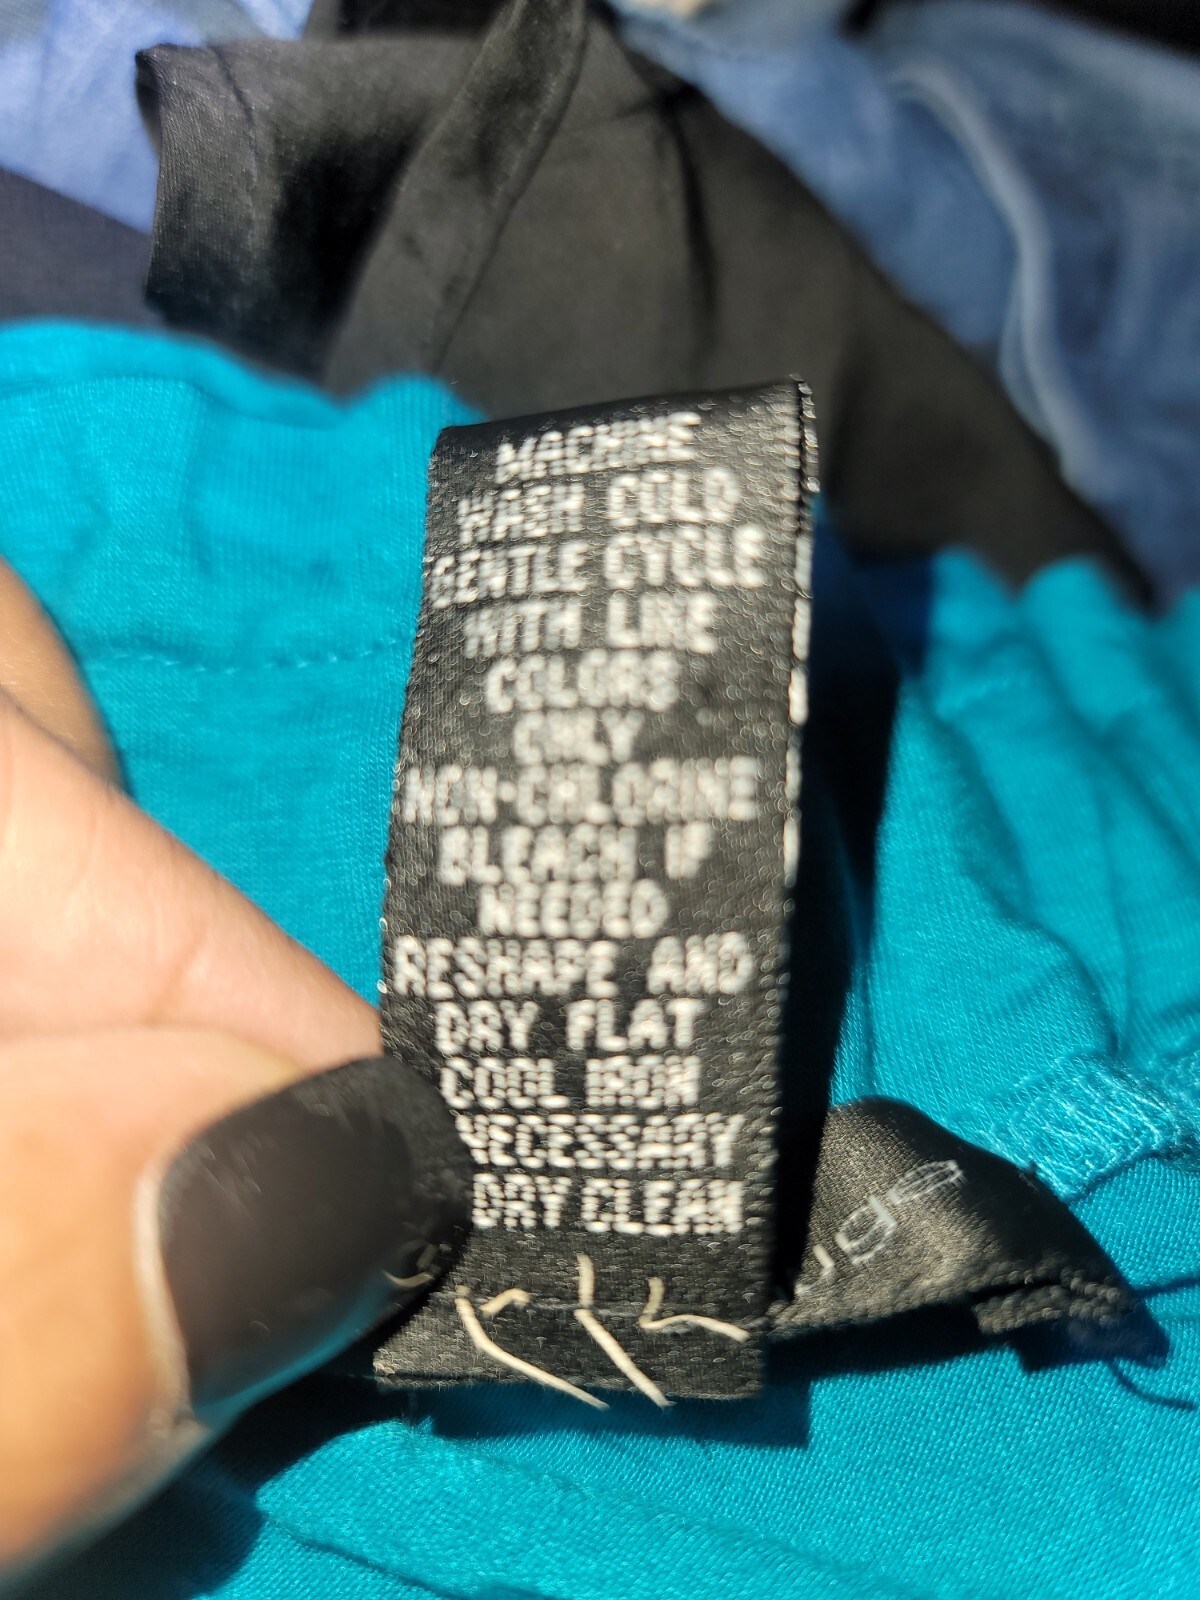 MACHINE
WASH COLD
GENTLE CYCLE
WITH LIKE
COLORS
ONLY
NON-CHLORINE
BLEACH IF
NEEDED
RESHAPE AND
DRY FLAT
COOL IRON
NECESSARY
DRY CLEAN